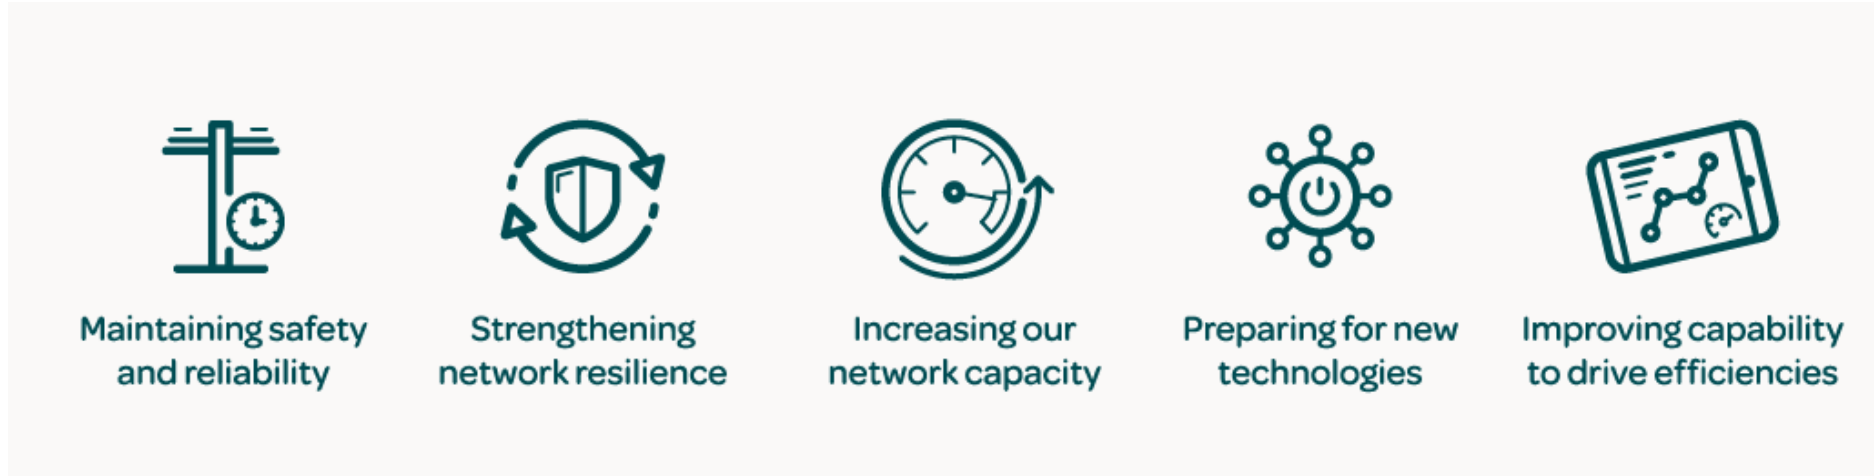 Maintaining safety
and reliability
Strengthening
network resilience
Increasing our
network capacity
Preparing for new
technologies
Improving capability
to drive efficiencies